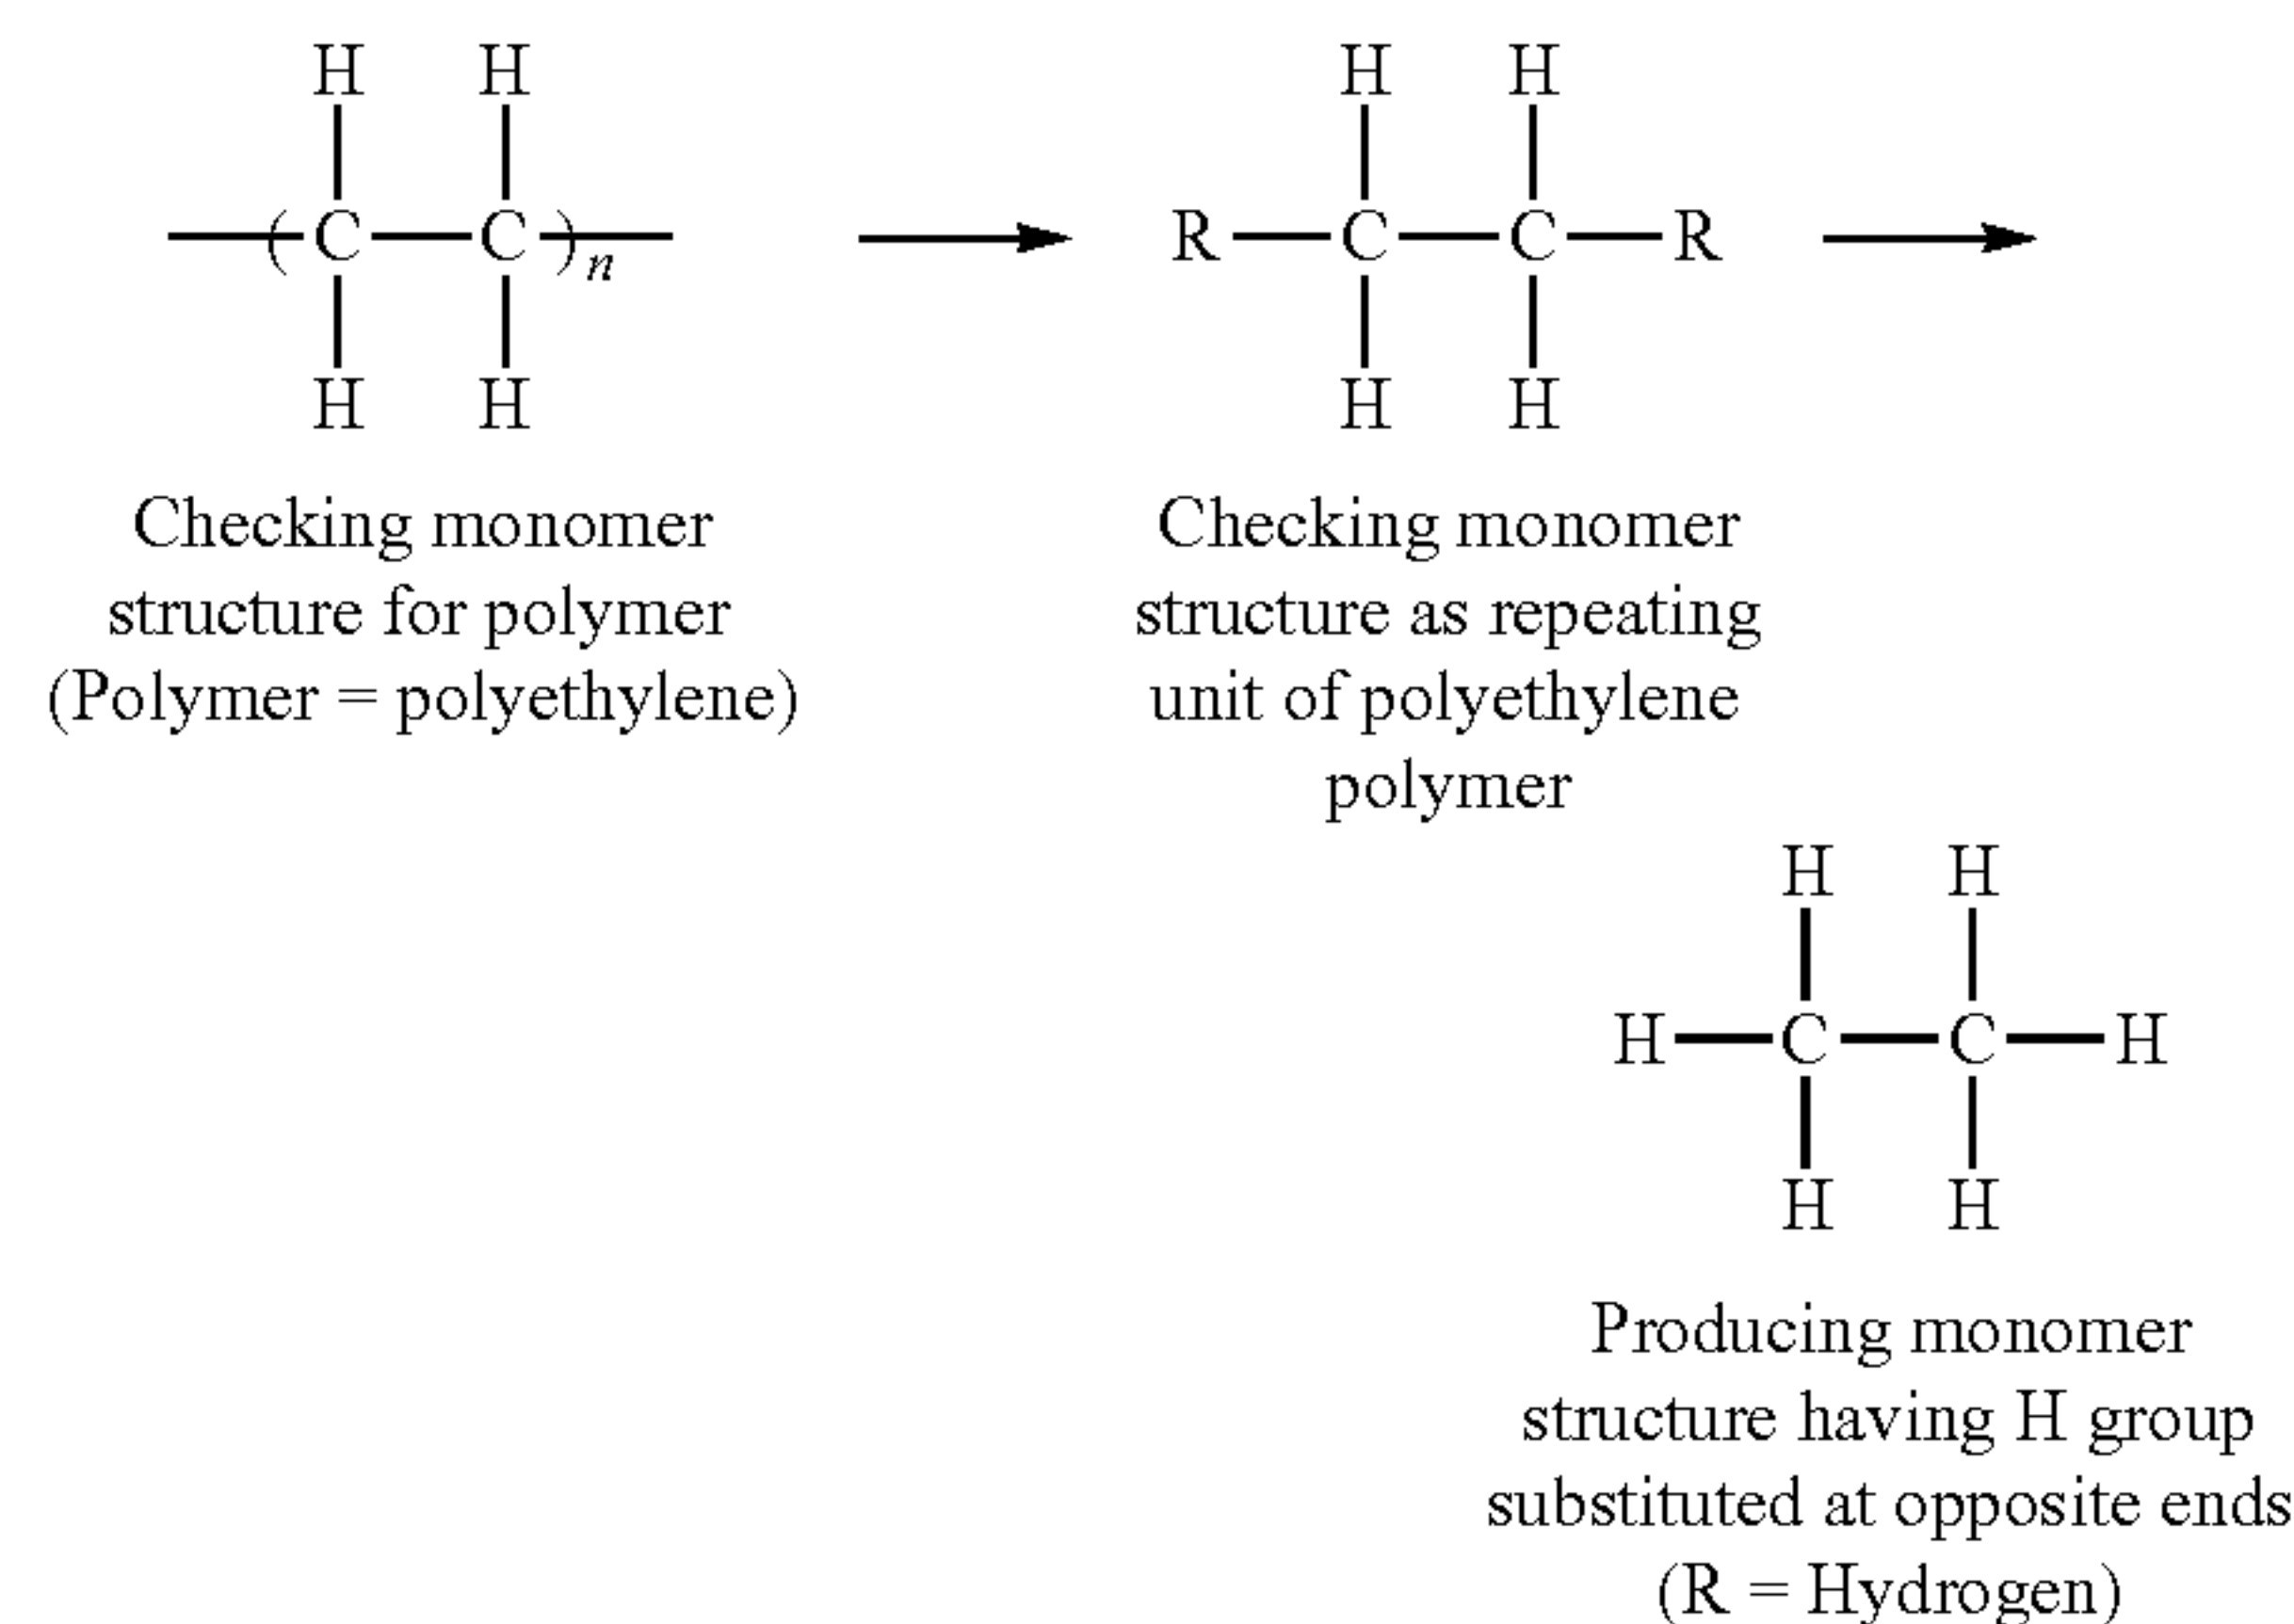 H H H H
( C C ) n R C C R
H H H H
Checking monomer
structure for polymer
(Polymer = polyethylene)
Checking monomer
structure as repeating
unit of polyethylene
polymer
H H
H C C H
H H
Producing monomer
structure having H group
substituted at opposite ends
(R = Hydrogen)